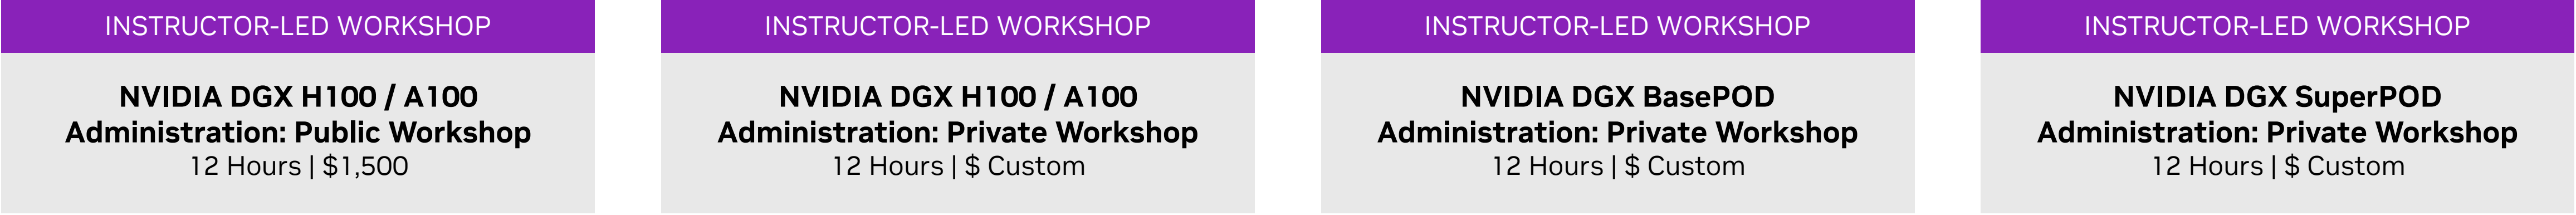 INSTRUCTOR-LED WORKSHOP
NVIDIA DGX H100 / A100
Administration: Public Workshop
12 Hours | $1,500
INSTRUCTOR-LED WORKSHOP
NVIDIA DGX H100 / A100
Administration: Private Workshop
12 Hours | $ Custom
INSTRUCTOR-LED WORKSHOP
NVIDIA DGX BasePOD
Administration: Private Workshop
12 Hours | $ Custom
INSTRUCTOR-LED WORKSHOP
NVIDIA DGX SuperPOD
Administration: Private Workshop
12 Hours | $ Custom